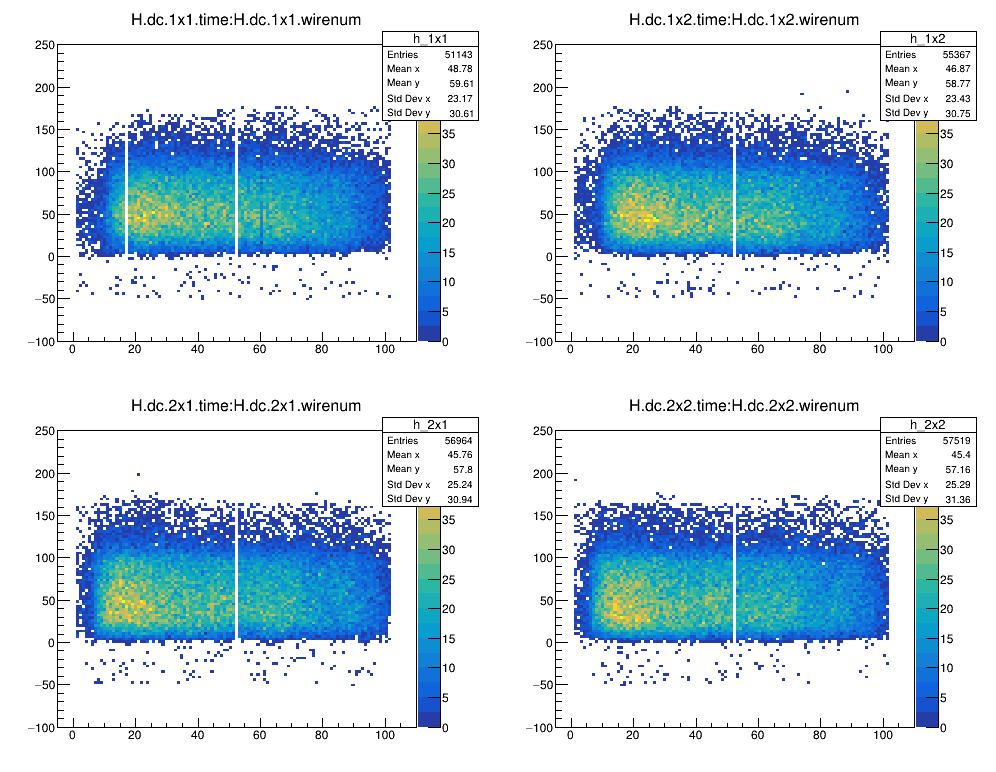 H.dc.1x1.time:H.dc.1x1.wirenum
h_1x1
Entries 51143
Mean x 48.78
Mean y 59.61
Std Dev x 23.17
Std Dev y 30.61
250
200
150
100
50
0
−50
−100
0 20 40 60 80 100
35
30
25
20
15
10
5
0
H.dc.1x2.time:H.dc.1x2.wirenum
h_1x2
Entries 55367
Mean x 46.87
Mean y 58.77
Std Dev x 23.43
Std Dev y 30.75
250
200
150
100
50
0
−50
−100
0 20 40 60 80 100
35
30
25
20
15
10
5
0
H.dc.2x1.time:H.dc.2x1.wirenum
h_2x1
Entries 56964
Mean x 45.76
Mean y 57.8
Std Dev x 25.24
Std Dev y 30.94
250
200
150
100
50
0
−50
−100
0 20 40 60 80 100
35
30
25
20
15
10
5
0
H.dc.2x2.time:H.dc.2x2.wirenum
h_2x2
Entries 57519
Mean x 45.4
Mean y 57.16
Std Dev x 25.29
Std Dev y 31.36
250
200
150
100
50
0
−50
−100
0 20 40 60 80 100
35
30
25
20
15
10
5
0